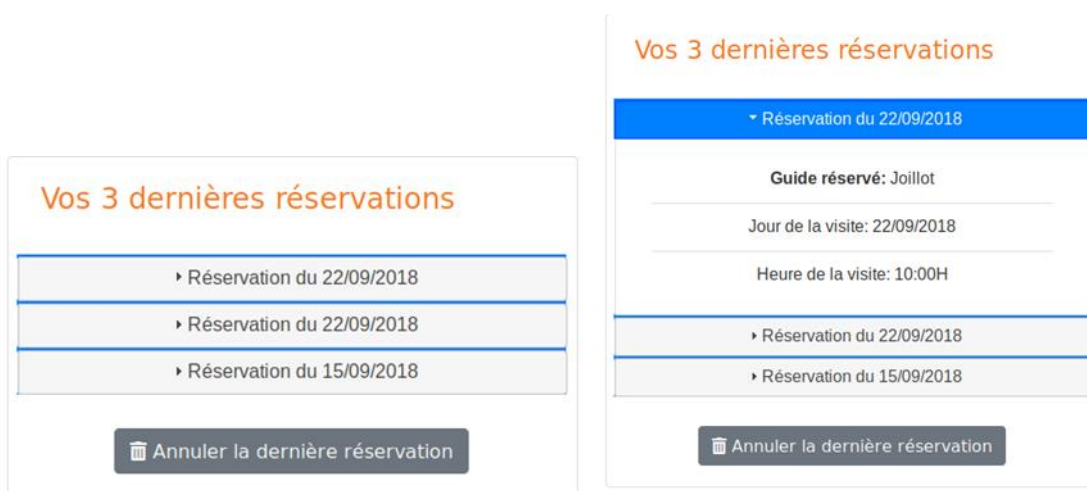 Vos 3 dernières réservations
Réservation du 22/09/2018
Réservation du 22/09/2018
Réservation du 15/09/2018
Annuler la dernière réservation
Vos 3 dernières réservations
Réservation du 22/09/2018
Guide réservé: Joillot
Jour de la visite: 22/09/2018
Heure de la visite: 10:00H
Réservation du 22/09/2018
Réservation du 15/09/2018
Annuler la dernière réservation